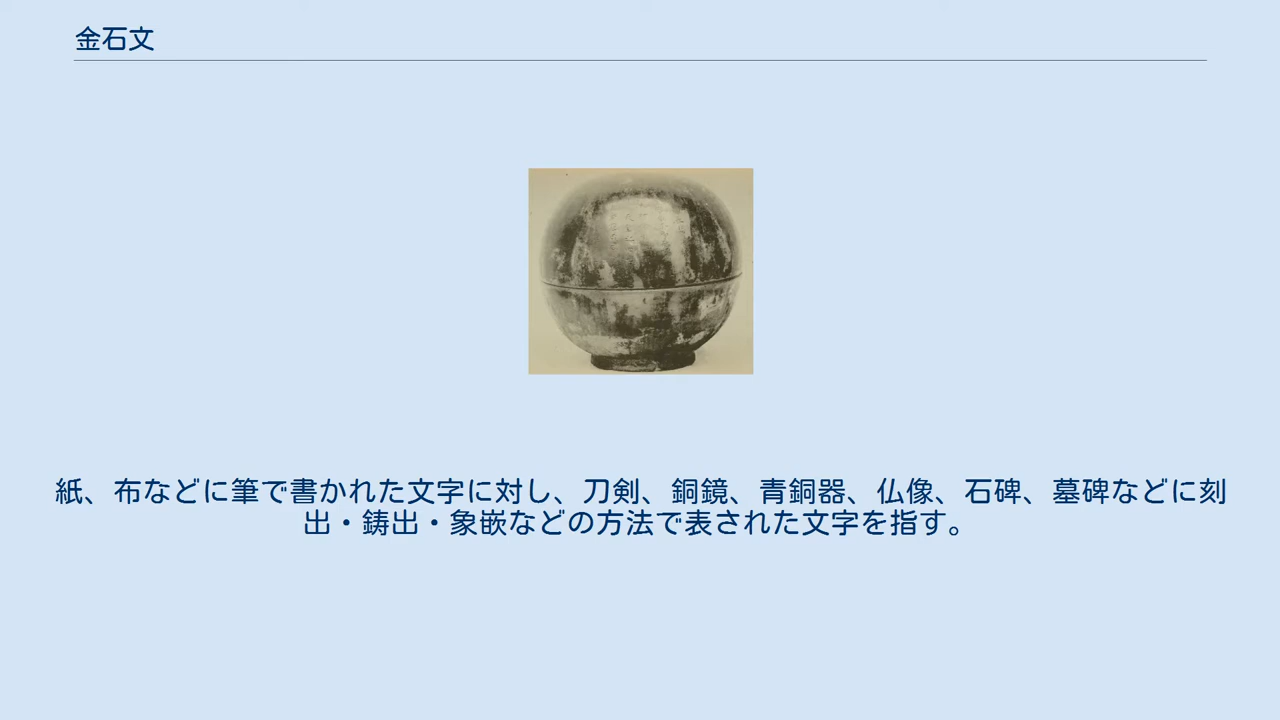 金石文
紙、布などに筆で書かれた文字に対し、刀剣、銅鏡、青銅器、仏像、石碑、墓碑などに刻
出・鋳出・象嵌などの方法で表された文字を指す。